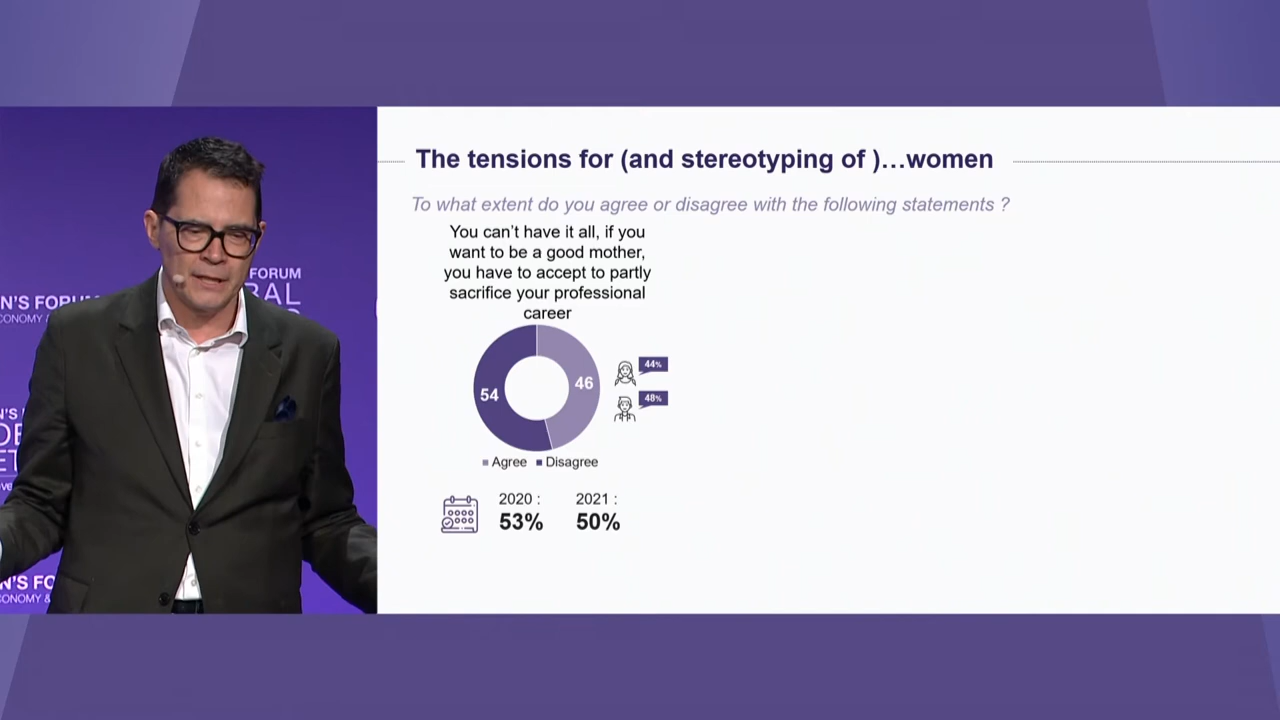 The tensions for (and stereotyping of )…women
To what extent do you agree or disagree with the following statements ?
You can't have it all, if you
want to be a good mother,
you have to accept to partly
sacrifice your professional
career
54
46
44%
48%
Agree Disagree
2020 :
2021 :
53%
50%
FORUM
N'S FORUM
ECONOMY &
N'S
N'S FO
CONOMY &